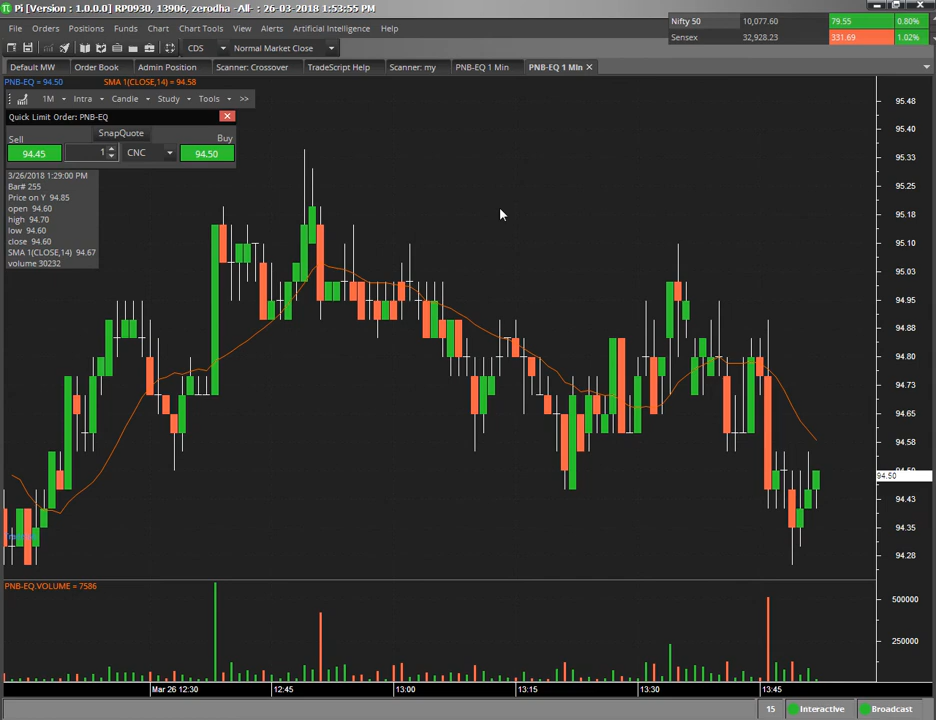 Pi [Version : 1.0.0.0] RP0930, 13906, zerodha -All- : 26-03-2018 1:53:55 PM
Nifty 50 10,077.60 79.55 0.80%
Sensex 32,928.23 331.69 1.02%
File Orders Positions Funds Chart Chart Tools View Alerts Artificial Intelligence Help
CDS Normal Market Close
Default MW Order Book Admin Position Scanner: Crossover TradeScript Help Scanner: my PNB-EQ 1 Min PNB-EQ 1 Min
PNB-EQ = 94.50 SMA 1(CLOSE,14) = 94.58
1M Intra Candle Study Tools >>
Quick Limit Order: PNB-EQ
Sell SnapQuote Buy
94.45 1 CNC 94.50
3/26/2018 1:29:00 PM
Bar# 255
Price on Y 94.85
open 94.60
high 94.70
low 94.60
close 94.60
SMA 1(CLOSE,14) 94.67
volume 30232
95.48
95.40
95.33
95.25
95.18
95.10
95.03
94.95
94.88
94.80
94.73
94.65
94.58
94.50
94.43
94.35
94.28
PNB-EQ.VOLUME = 7586
500000
250000
Mar 26 12:30 12:45 13:00 13:15 13:30 13:45
15 Interactive Broadcast